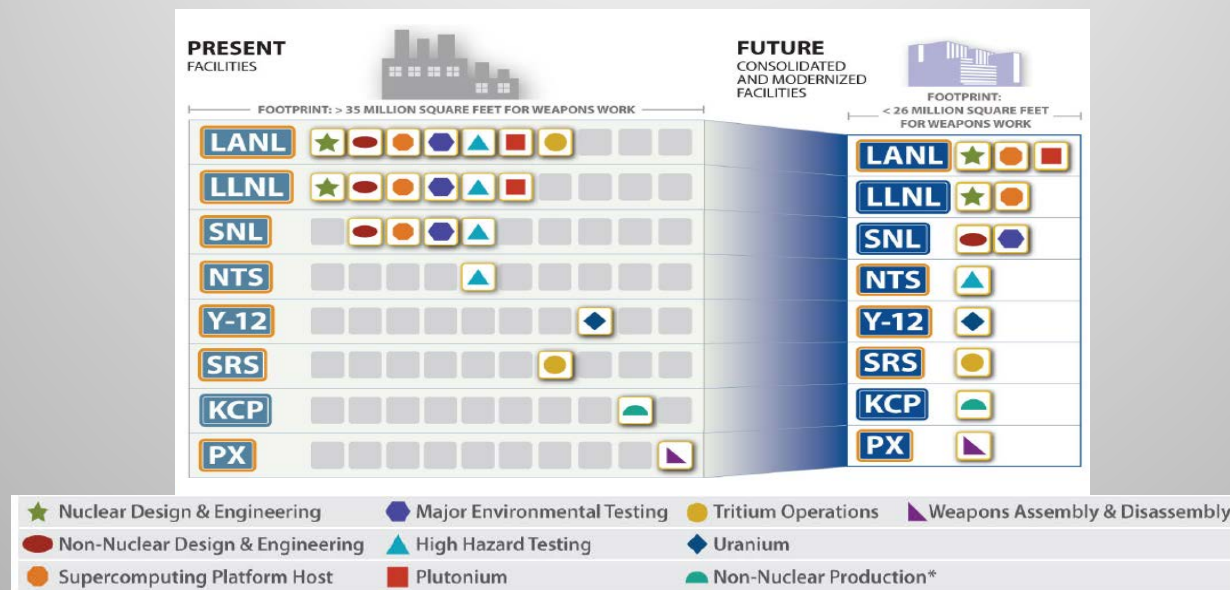 PRESENT
FACILITIES
FOOTPRINT: > 35 MILLION SQUARE FEET FOR WEAPONS WORK
FUTURE
CONSOLIDATED
AND MODERNIZED
FACILITIES
FOOTPRINT:
< 26 MILLION SQUARE FEET
FOR WEAPONS WORK
LANL
LLNL
SNL
NTS
Y-12
SRS
KCP
PX
LANL
LLNL
SNL
NTS
Y-12
SRS
KCP
PX
Nuclear Design & Engineering
Major Environmental Testing
Tritium Operations
Weapons Assembly & Disassembly
Non-Nuclear Design & Engineering
High Hazard Testing
Uranium
Supercomputing Platform Host
Plutonium
Non-Nuclear Production*